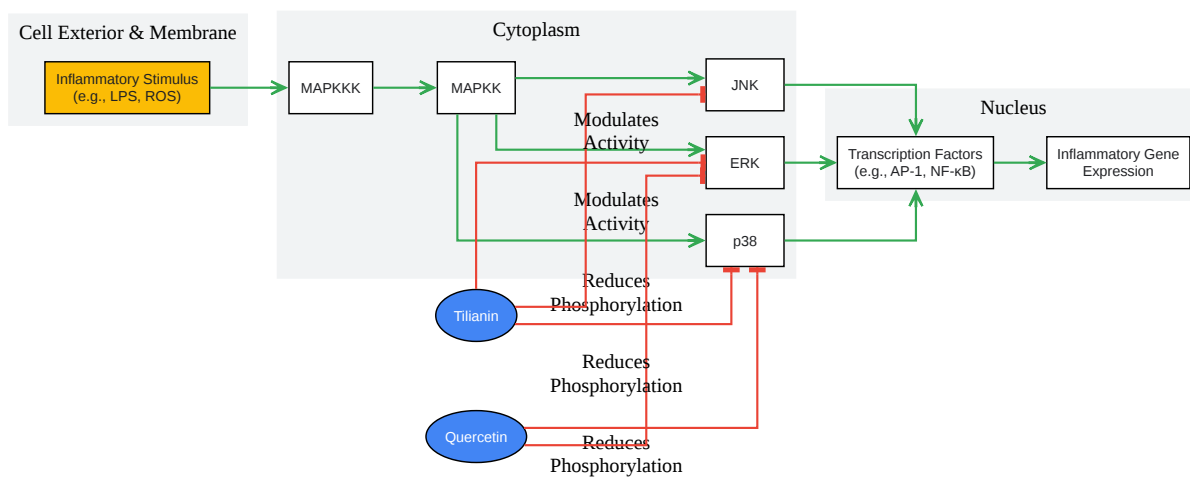 Cell Exterior & Membrane
Inflammatory Stimulus
(e.g., LPS, ROS)
Cytoplasm
MAPKKK
MAPKK
JNK
Modulates
Activity
ERK
Modulates
Activity
p38
Nucleus
Transcription Factors
(e.g., AP-1, NF-κB)
Inflammatory Gene
Expression
Reduces
Phosphorylation
Tilianin
Reduces
Phosphorylation
Quercetin
Reduces
Phosphorylation